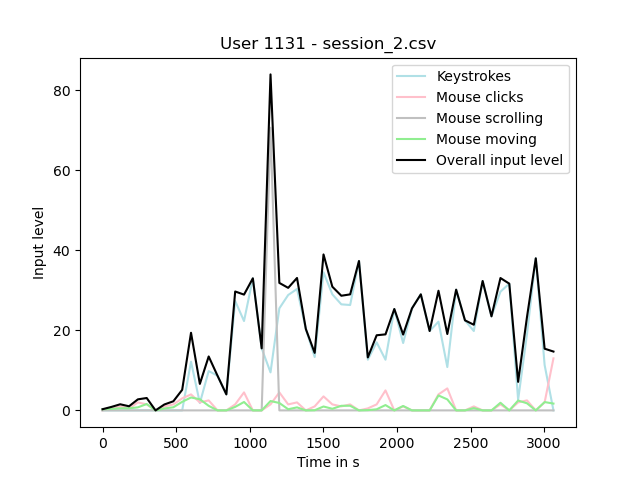 User 1131 - session_2.csv
Keystrokes
Mouse clicks
Mouse scrolling
Mouse moving
Overall input level
Input level
80
60
40
20
0
0 500 1000 1500 2000 2500 3000
Time in s